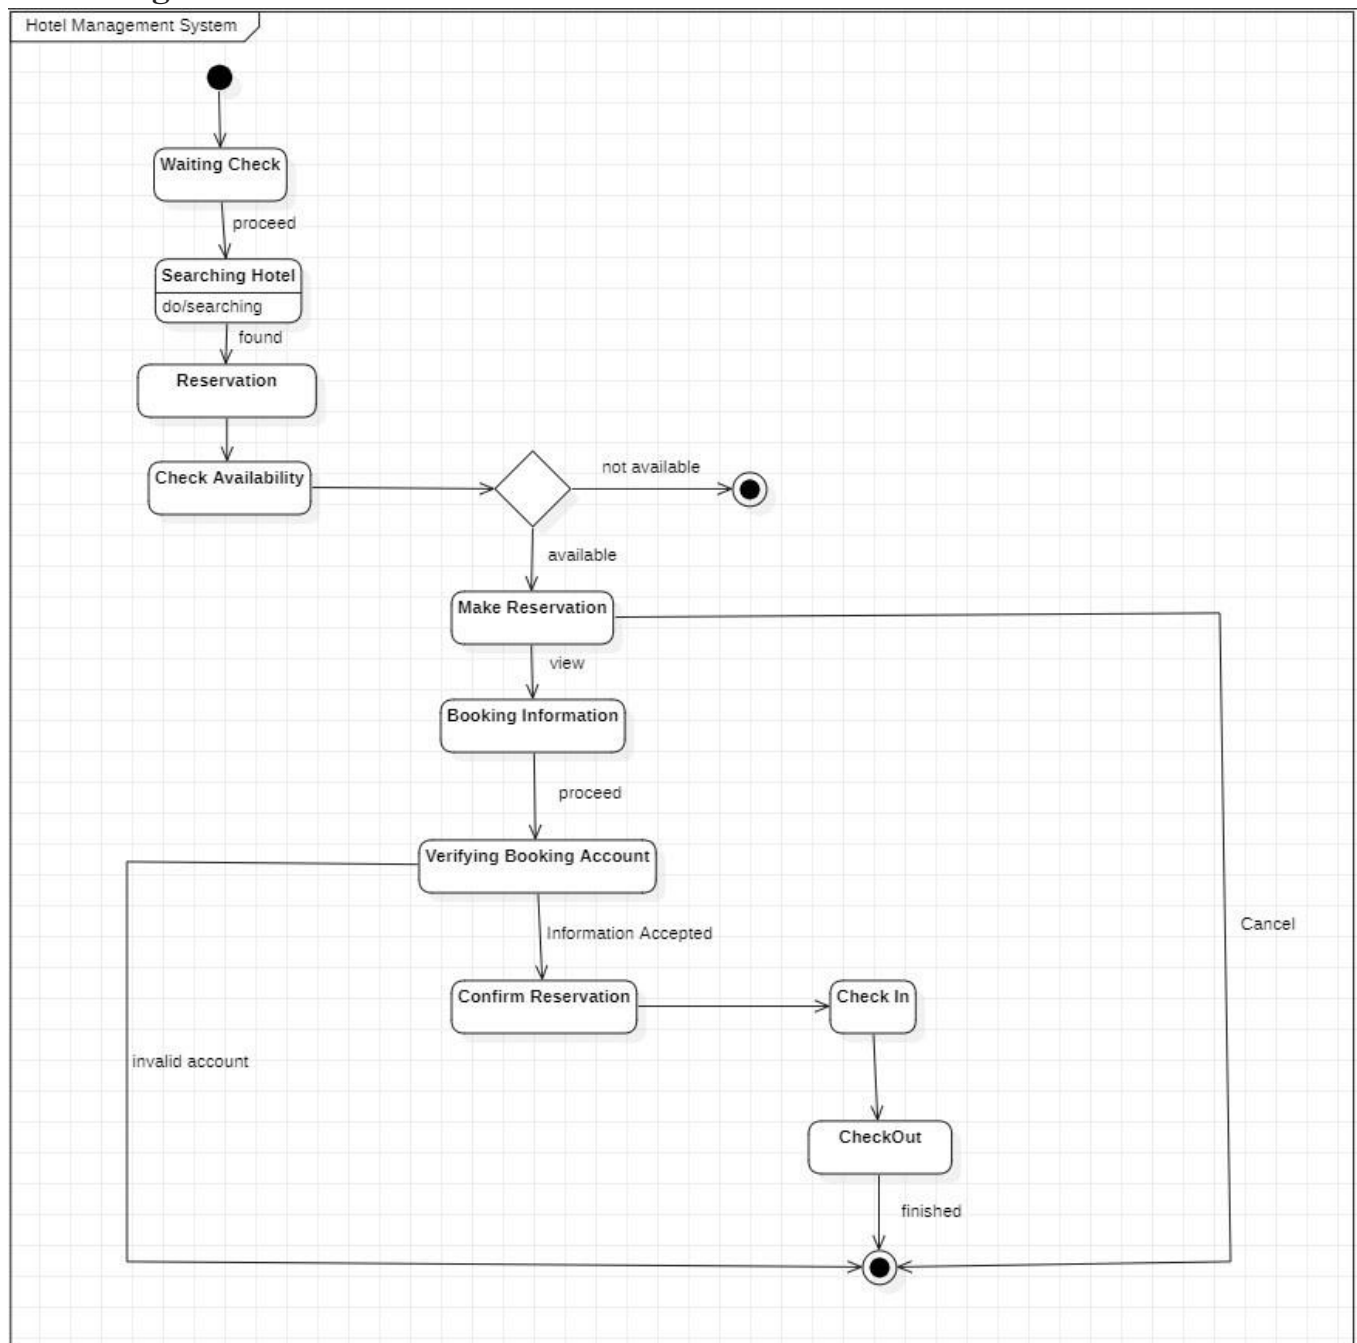 Hotel Management System
Waiting Check
proceed
Searching Hotel
do/searching
found
Reservation
Check Availability
not available
available
Make Reservation
view
Booking Information
proceed
Verifying Booking Account
Information Accepted
Cancel
Confirm Reservation
Check In
invalid account
CheckOut
finished